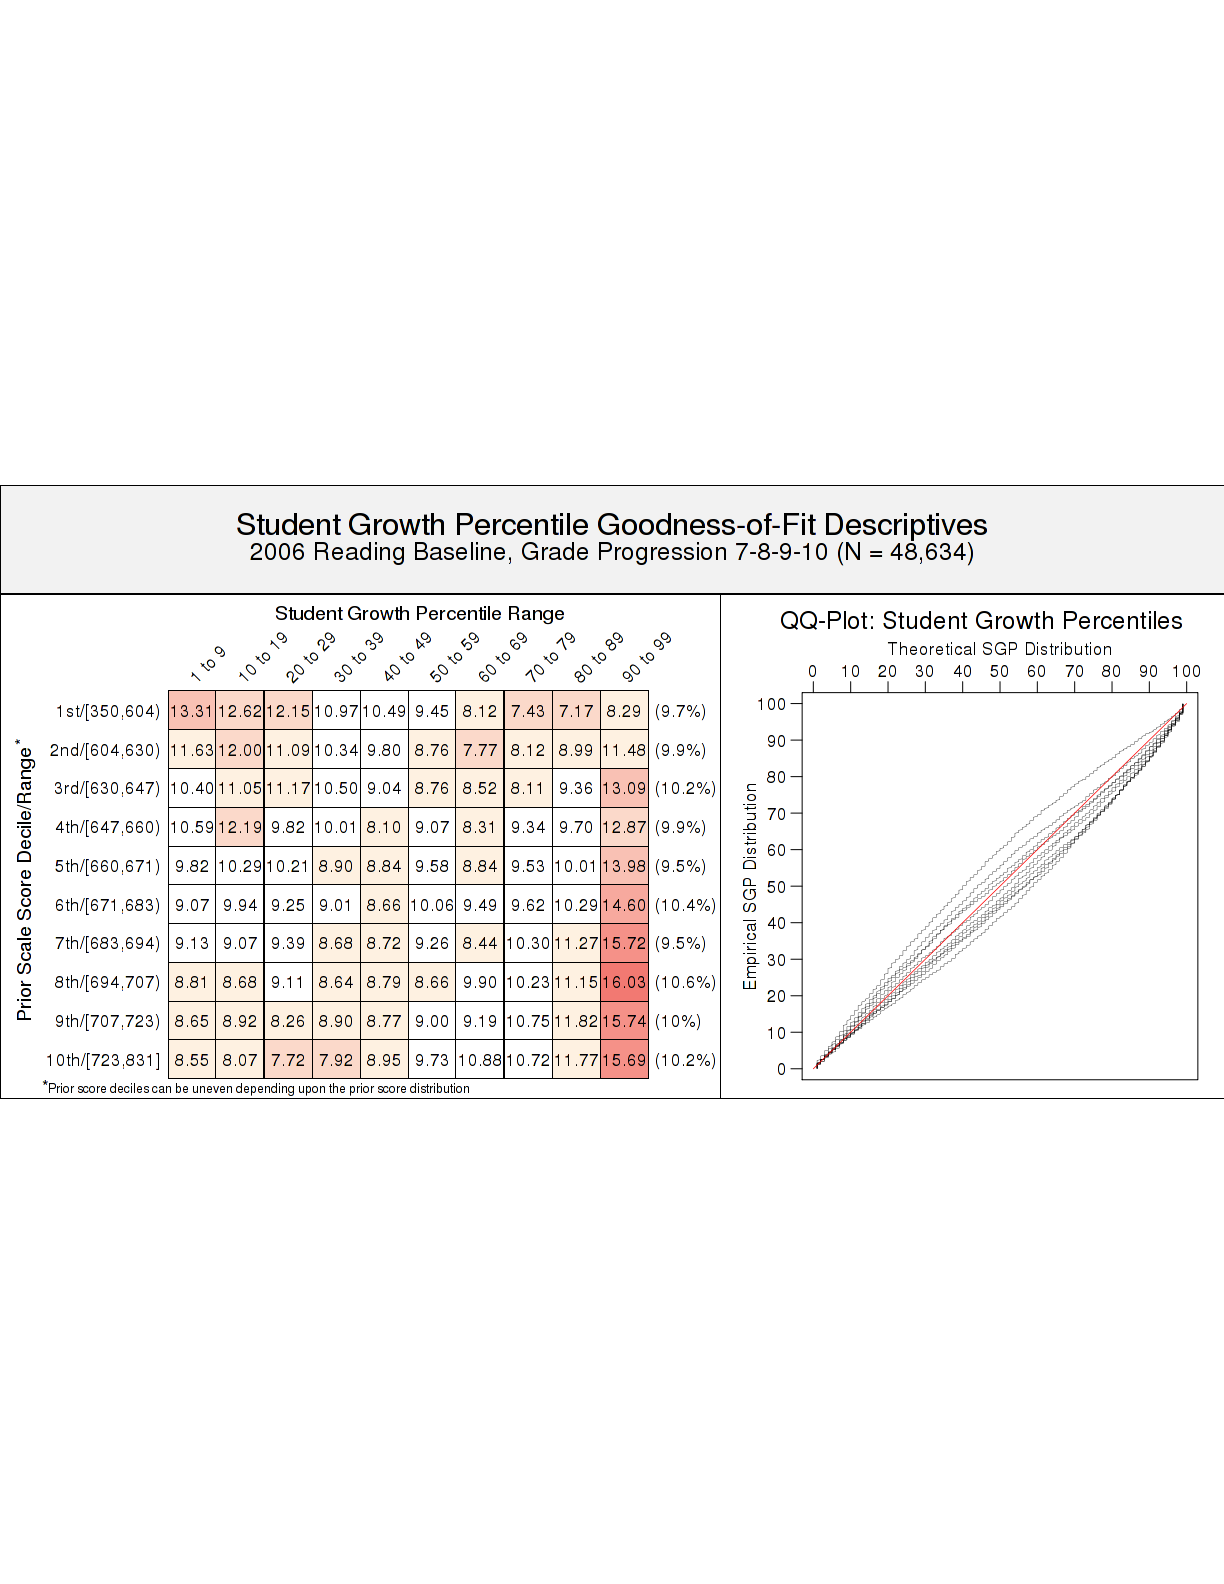 Student Growth Percentile Goodness-of-Fit Descriptives
2006 Reading Baseline, Grade Progression 7-8-9-10 (N = 48,634)
Student Growth Percentile Range
1 to 9 10 to 19 20 to 29 30 to 39 40 to 49 50 to 59 60 to 69 70 to 79 80 to 89 90 to 99
Prior Scale Score Decile/Range*
1st/[350,604) 13.31 12.62 12.15 10.97 10.49 9.45 8.12 7.43 7.17 8.29 (9.7%)
2nd/[604,630) 11.63 12.00 11.09 10.34 9.80 8.76 7.77 8.12 8.99 11.48 (9.9%)
3rd/[630,647) 10.40 11.05 11.17 10.50 9.04 8.76 8.52 8.11 9.36 13.09 (10.2%)
4th/[647,660) 10.59 12.19 9.82 10.01 8.10 9.07 8.31 9.34 9.70 12.87 (9.9%)
5th/[660,671) 9.82 10.29 10.21 8.90 8.84 9.58 8.84 9.53 10.01 13.98 (9.5%)
6th/[671,683) 9.07 9.94 9.25 9.01 8.66 10.06 9.49 9.62 10.29 14.60 (10.4%)
7th/[683,694) 9.13 9.07 9.39 8.68 8.72 9.26 8.44 10.30 11.27 15.72 (9.5%)
8th/[694,707) 8.81 8.68 9.11 8.64 8.79 8.66 9.90 10.23 11.15 16.03 (10.6%)
9th/[707,723) 8.65 8.92 8.26 8.90 8.77 9.00 9.19 10.75 11.82 15.74 (10%)
10th/[723,831] 8.55 8.07 7.72 7.92 8.95 9.73 10.88 10.72 11.77 15.69 (10.2%)
*Prior score deciles can be uneven depending upon the prior score distribution
QQ-Plot: Student Growth Percentiles
Theoretical SGP Distribution
0 10 20 30 40 50 60 70 80 90 100
Empirical SGP Distribution
100
90
80
70
60
50
40
30
20
10
0